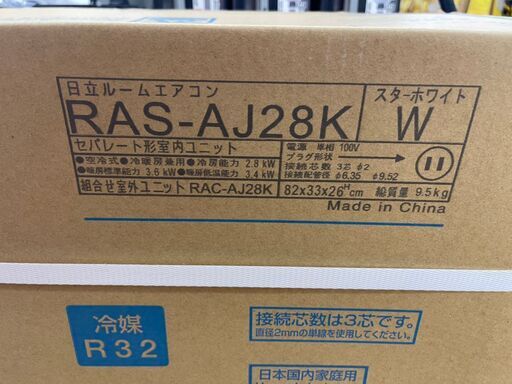 日立ルームエアコン
RAS-AJ28K
スターホワイト
W
セパレート形室内ユニット
●空冷式●冷暖房兼用●冷房能力 2.8 kW
●暖房標準能力 3.6 kW ●暖房低温能力 3.4 kW
組合せ室外ユニット RAC-AJ28K
電源 単相 100V
プラグ形状
接続芯数 3芯 φ2
接続配管径 φ6.35 φ9.52
82×33×26ᴴcm 総質量 9.5kg
Made in China
冷媒
R32
接続芯数は3芯です。
直径2mmの単線を使用してください。
日本国内家庭用